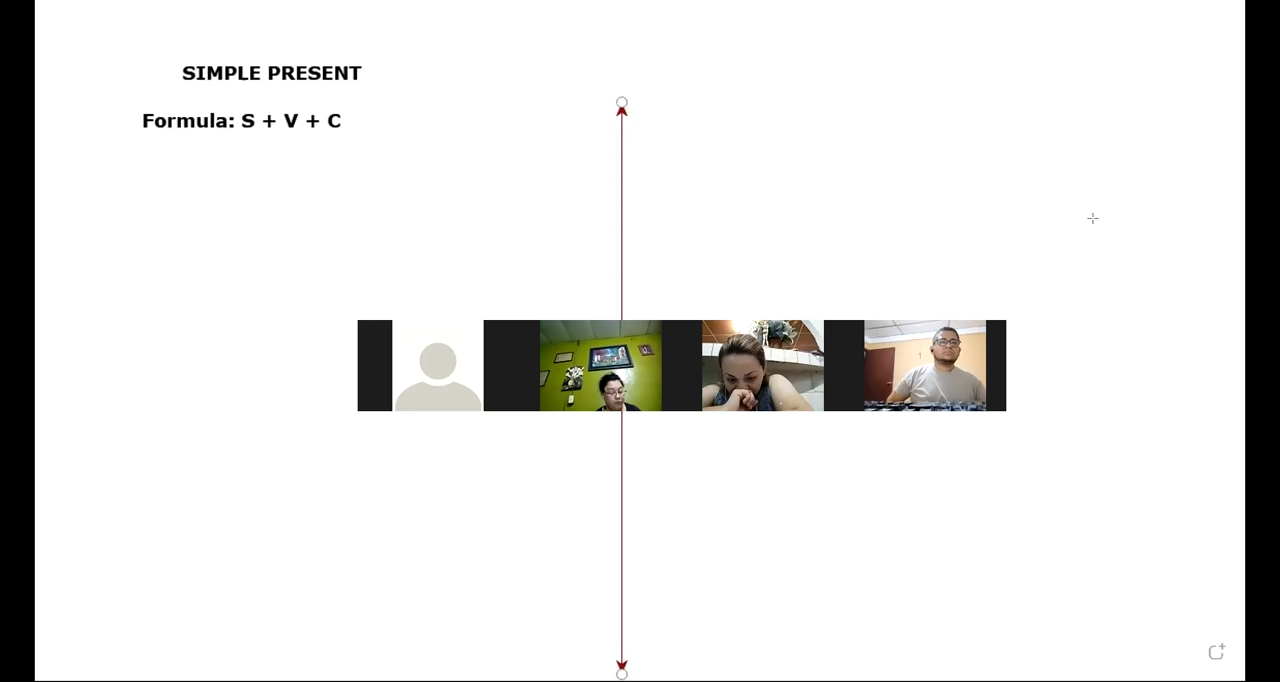 SIMPLE PRESENT
Formula: S + V + C